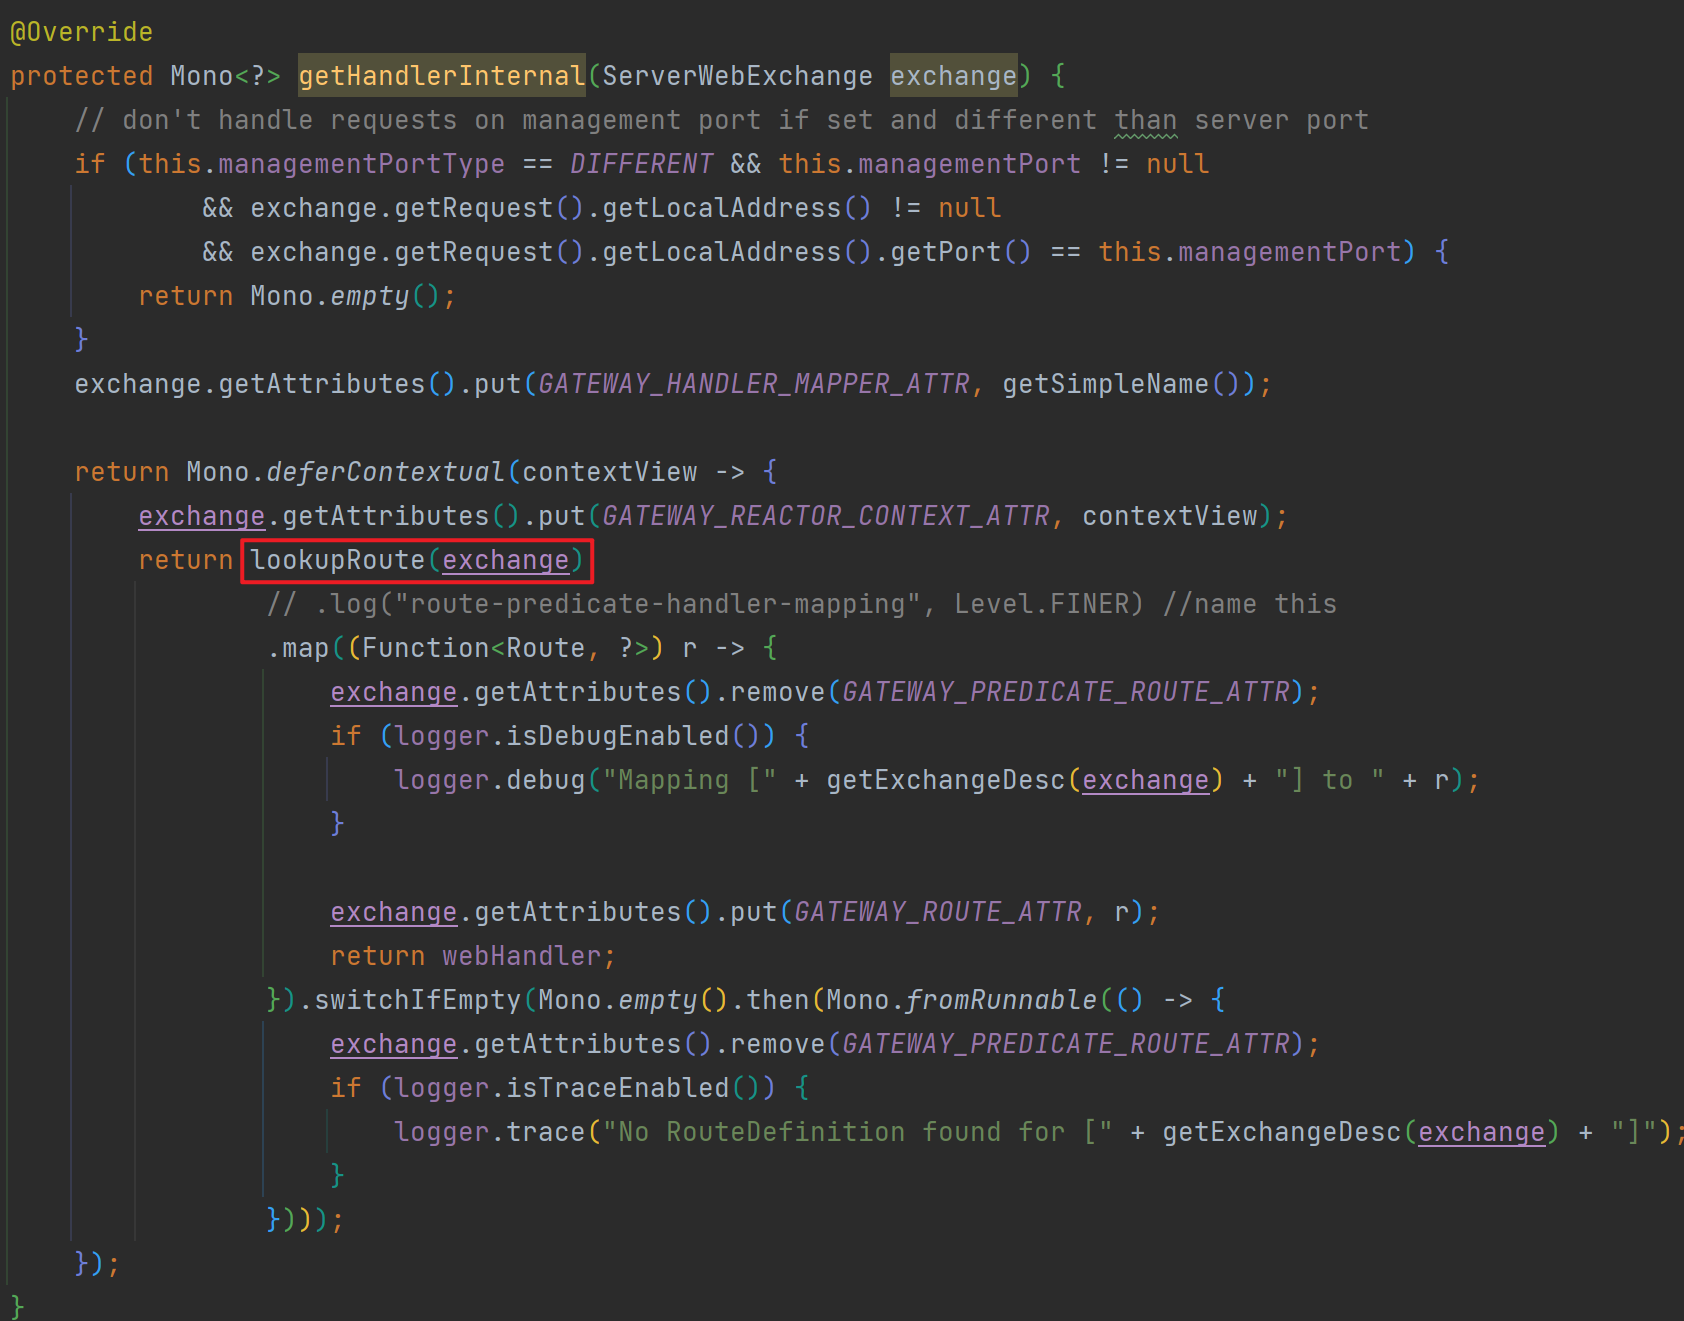 @Override
protected Mono<?> getHandlerInternal(ServerWebExchange exchange) {
    // don't handle requests on management port if set and different than server port
    if (this.managementPortType == DIFFERENT && this.managementPort != null
            && exchange.getRequest().getLocalAddress() != null
            && exchange.getRequest().getLocalAddress().getPort() == this.managementPort) {
        return Mono.empty();
    }
    exchange.getAttributes().put(GATEWAY_HANDLER_MAPPER_ATTR, getSimpleName());

    return Mono.deferContextual(contextView -> {
        exchange.getAttributes().put(GATEWAY_REACTOR_CONTEXT_ATTR, contextView);
        return lookupRoute(exchange)
                // .log("route-predicate-handler-mapping", Level.FINER) //name this
                .map((Function<Route, ?>) r -> {
                    exchange.getAttributes().remove(GATEWAY_PREDICATE_ROUTE_ATTR);
                    if (logger.isDebugEnabled()) {
                        logger.debug("Mapping [" + getExchangeDesc(exchange) + "] to " + r);
                    }

                    exchange.getAttributes().put(GATEWAY_ROUTE_ATTR, r);
                    return webHandler;
                }).switchIfEmpty(Mono.empty().then(Mono.fromRunnable(() -> {
                    exchange.getAttributes().remove(GATEWAY_PREDICATE_ROUTE_ATTR);
                    if (logger.isTraceEnabled()) {
                        logger.trace("No RouteDefinition found for [" + getExchangeDesc(exchange) + "]");
                    }
                })));
    });
}